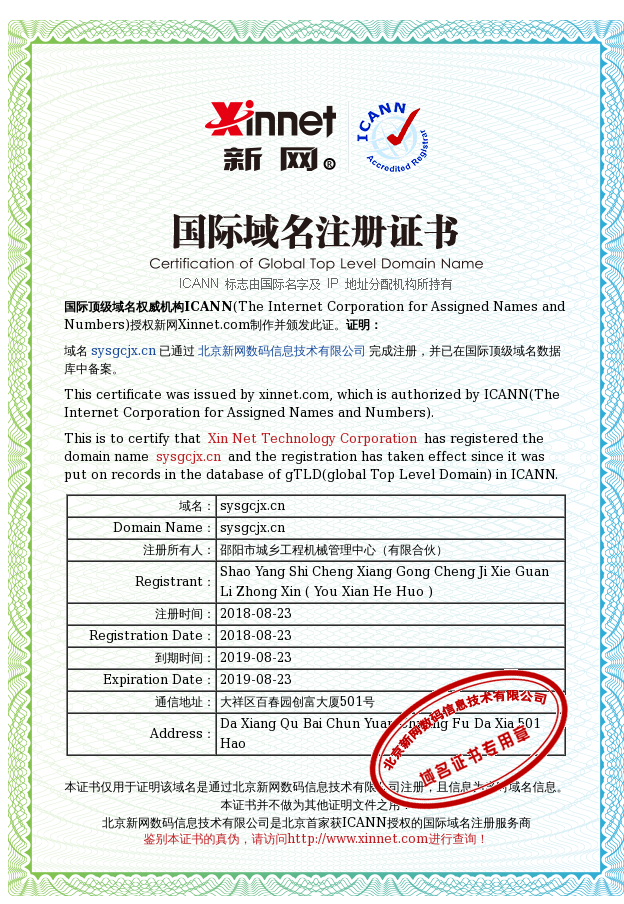 Xinnet
新网®
ICANN
Accredited Registrar
国际域名注册证书
Certification of Global Top Level Domain Name
ICANN 标志由国际名字及 IP 地址分配机构所持有
国际顶级域名权威机构ICANN(The Internet Corporation for Assigned Names and
Numbers)授权新网Xinnet.com制作并颁发此证。证明：
域名 sysgcjx.cn 已通过 北京新网数码信息技术有限公司 完成注册，并已在国际顶级域名数据
库中备案。
This certificate was issued by xinnet.com, which is authorized by ICANN(The
Internet Corporation for Assigned Names and Numbers).
This is to certify that Xin Net Technology Corporation has registered the
domain name sysgcjx.cn and the registration has taken effect since it was
put on records in the database of gTLD(global Top Level Domain) in ICANN.
域名： sysgcjx.cn
Domain Name： sysgcjx.cn
注册所有人： 邵阳市城乡工程机械管理中心（有限合伙）
Registrant： Shao Yang Shi Cheng Xiang Gong Cheng Ji Xie Guan
Li Zhong Xin ( You Xian He Huo )
注册时间： 2018-08-23
Registration Date： 2018-08-23
到期时间： 2019-08-23
Expiration Date： 2019-08-23
通信地址： 大祥区百春园创富大厦501号
Address： Da Xiang Qu Bai Chun Yuan Fu Da Xia 501
Hao
北京新网数码信息技术有限公司
域名证书专用章
本证书仅用于证明该域名是通过北京新网数码信息技术有限公司注册，且信息为域名信息。
本证书并不做为其他证明文件之用！
北京新网数码信息技术有限公司是北京首家获ICANN授权的国际域名注册服务商
鉴别本证书的真伪，请访问http://www.xinnet.com进行查询！